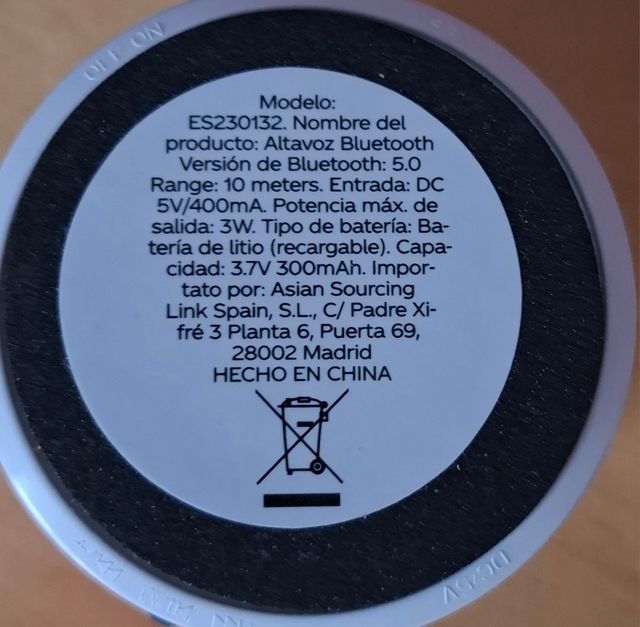 OFF ON
Modelo:
ES230132. Nombre del
producto: Altavoz Bluetooth
Versión de Bluetooth: 5.0
Range: 10 meters. Entrada: DC
5V/400mA. Potencia máx. de
salida: 3W. Tipo de batería: Ba-
tería de litio (recargable). Capa-
cidad: 3.7V 300mAh. Impor-
tato por: Asian Sourcing
Link Spain, S.L., C/ Padre Xi-
fré 3 Planta 6, Puerta 69,
28002 Madrid
HECHO EN CHINA
DC-5V